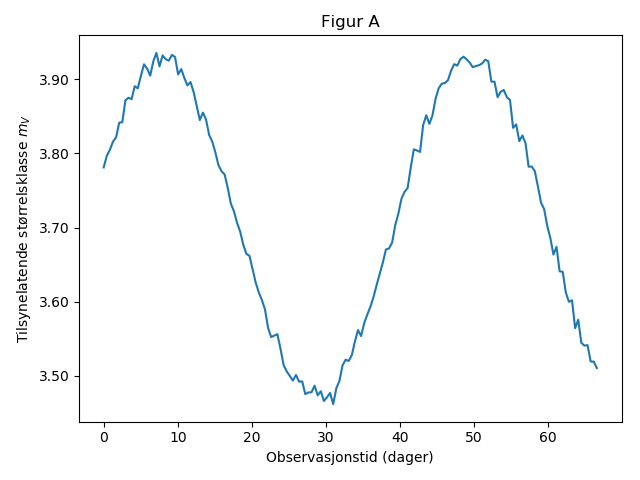 Figur A
Tilsynelatende størrelsklasse $m_V$
3.90
3.80
3.70
3.60
3.50
0 10 20 30 40 50 60
Observasjonstid (dager)